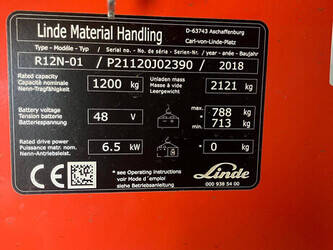 Linde Material Handling
D-63743 Aschaffenburg
Carl-von-Linde-Platz
Type - Modèle - Typ / Serial no. - No. de série - Serien-Nr. / year - année - Baujahr
R12N-01 / P21120J02390 / 2018
Rated capacity
Capacité nominale
Nenn-Tragfähigkeit
1200 kg
Unladen mass
Masse à vide
Leergewicht
2121 kg
Battery voltage
Tension batterie
Batteriespannung
48 V
max. 788 kg
min. 713 kg
Rated drive power
Puissance mot. nom.
Nenn-Antriebsleist.
6.5 kW
* 0 kg
CE
* see Operating instructions
voir Mode d'emploi
siehe Betriebsanleitung
Linde
000 938 54 00